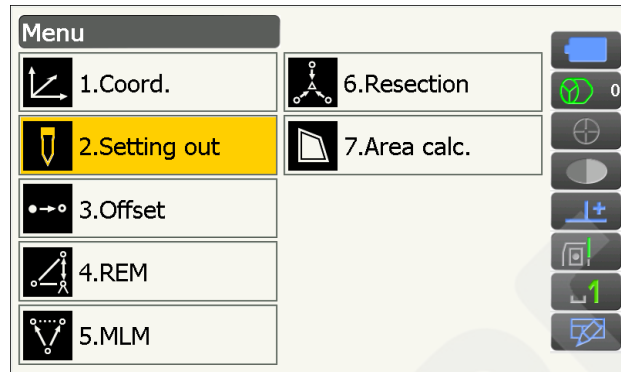 Menu
1.Coord.
2.Setting out
3.Offset
4.REM
5.MLM
6.Resection
7.Area calc.
0
1